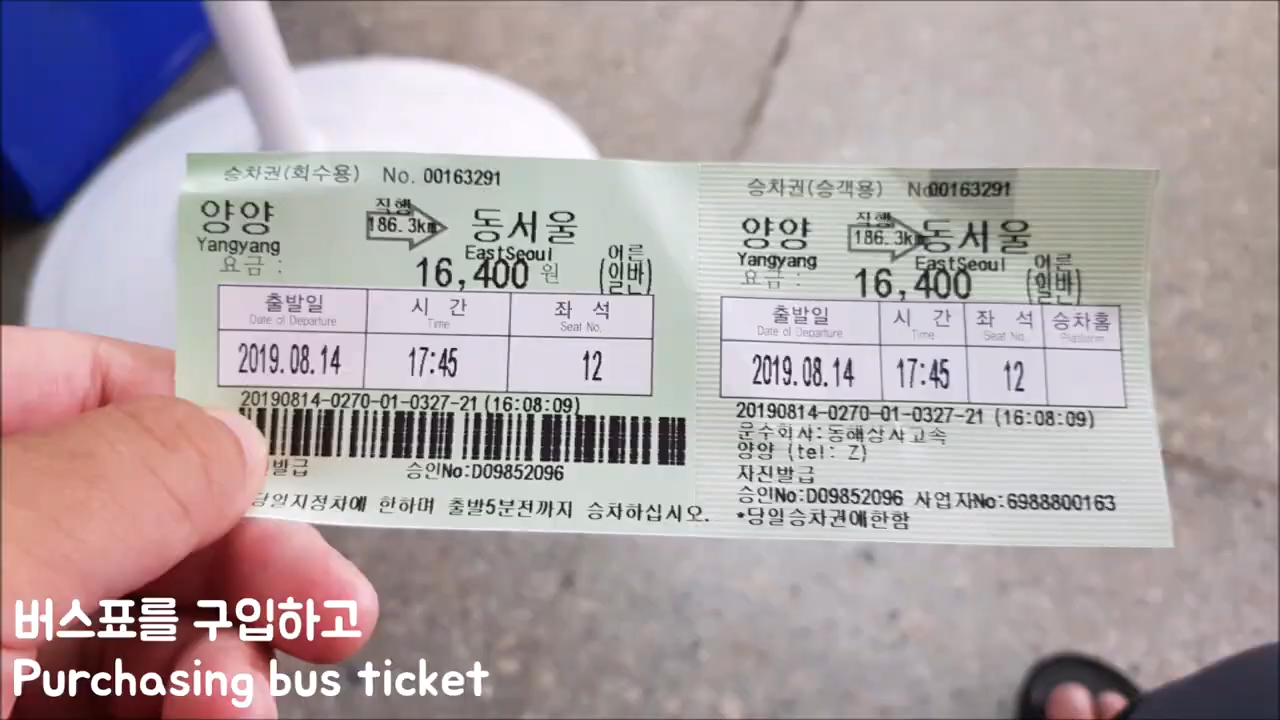 승차권(회수용) No. 00163291
양양 직행 186.3km 동서울
Yangyang EastSeoul
요금 : 16,400 원 어른 (일반)
출발일 시 간 좌 석
Date of Departure Time Seat No.
2019.08.14 17:45 12
20190814-0270-01-0327-21 (16:08:09)
발급 승인No:D09852096
당일지정차에 한하며 출발5분전까지 승차하십시오.
승차권(승객용) No 00163291
양양 직행 186.3km 동서울
Yangyang EastSeoul
요금 : 16,400 어른 (일반)
출발일 시 간 좌 석 승차홈
Date of Departure Time Seat No. Platform
2019.08.14 17:45 12
20190814-0270-01-0327-21 (16:08:09)
운수회사:동해상사고속
양양 (tel: Z)
자진발급
승인No:D09852096 사업자No:6988800163
*당일승차권에한함
버스표를 구입하고
Purchasing bus ticket